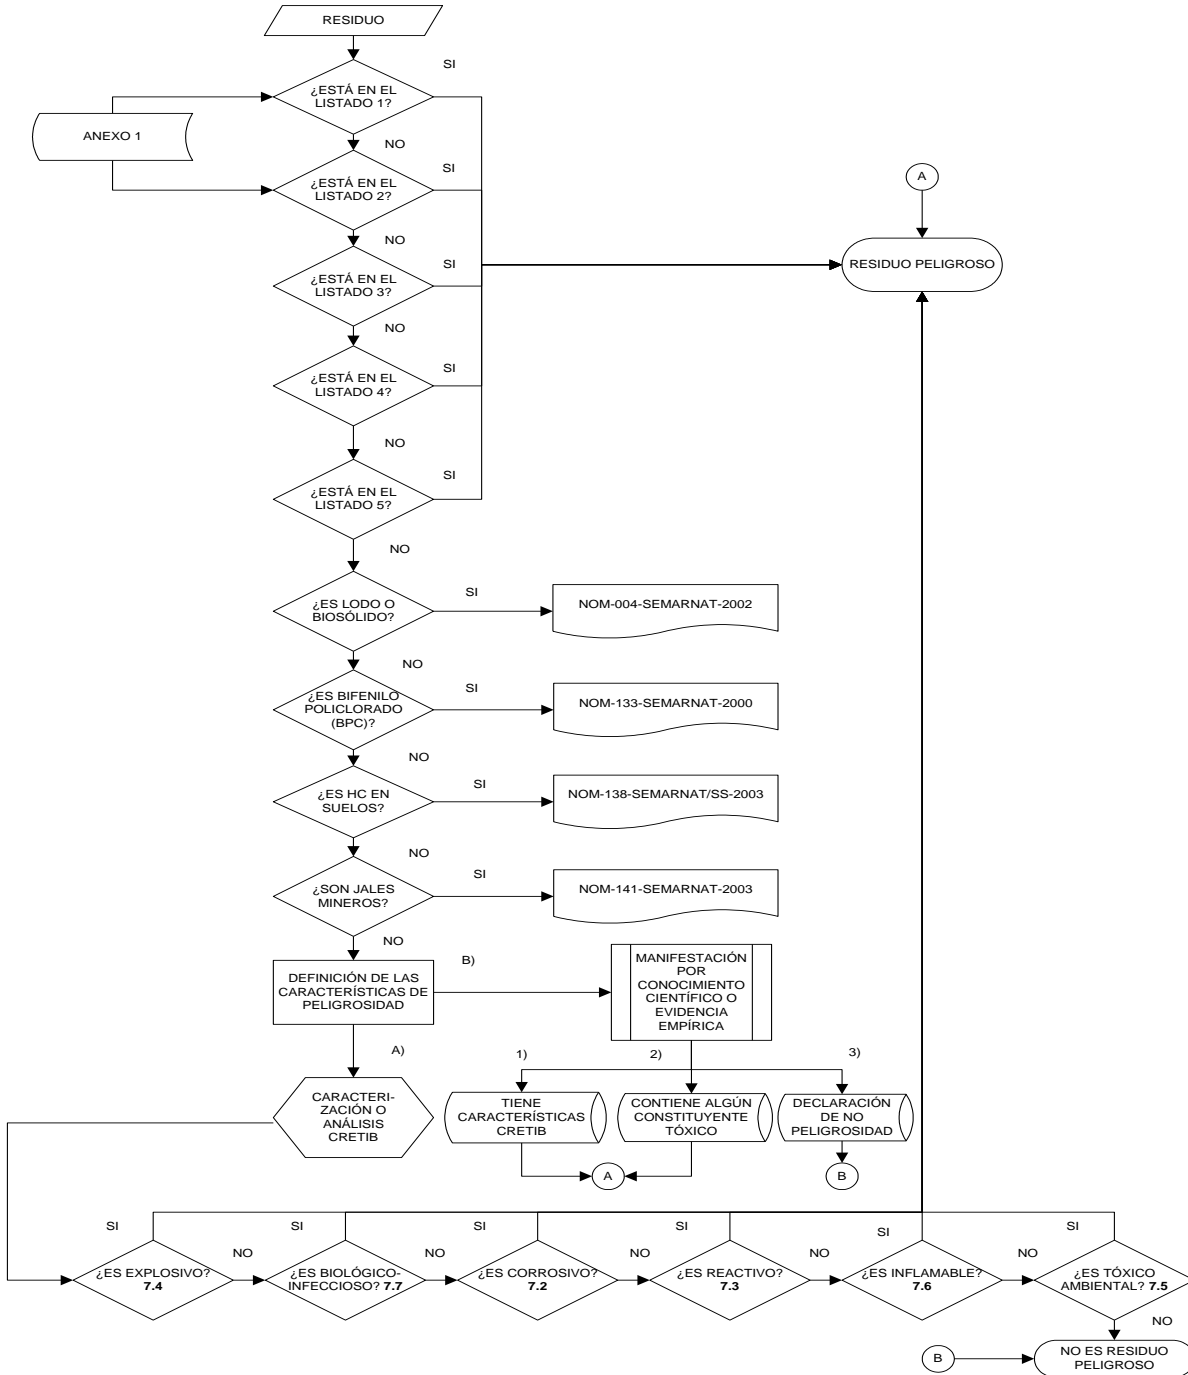 RESIDUO
SI
¿ESTÁ EN EL
LISTADO 1?
ANEXO 1
NO
SI
¿ESTÁ EN EL
LISTADO 2?
A
NO
SI
¿ESTÁ EN EL
LISTADO 3?
RESIDUO PELIGROSO
NO
SI
¿ESTÁ EN EL
LISTADO 4?
NO
SI
¿ESTÁ EN EL
LISTADO 5?
NO
¿ES LODO O
BIOSÓLIDO?
SI
NOM-004-SEMARNAT-2002
NO
¿ES BIFENILO
POLICLORADO
(BPC)?
SI
NOM-133-SEMARNAT-2000
NO
¿ES HC EN
SUELOS?
SI
NOM-138-SEMARNAT/SS-2003
NO
¿SON JALES
MINEROS?
SI
NOM-141-SEMARNAT-2003
NO
DEFINICIÓN DE LAS
CARACTERÍSTICAS DE
PELIGROSIDAD
B)
MANIFESTACIÓN
POR
CONOCIMIENTO
CIENTÍFICO O
EVIDENCIA
EMPÍRICA
A)
1)
2)
3)
CARACTERI-
ZACIÓN O
ANÁLISIS
CRETIB
TIENE
CARACTERÍSTICAS
CRETIB
CONTIENE ALGÚN
CONSTITUYENTE
TÓXICO
DECLARACIÓN
DE NO
PELIGROSIDAD
A
B
SI
SI
SI
SI
SI
SI
¿ES EXPLOSIVO?
7.4
NO
¿ES BIOLÓGICO-
INFECCIOSO? 7.7
NO
¿ES CORROSIVO?
7.2
NO
¿ES REACTIVO?
7.3
NO
¿ES INFLAMABLE?
7.6
NO
¿ES TÓXICO
AMBIENTAL? 7.5
NO
B
NO ES RESIDUO
PELIGROSO